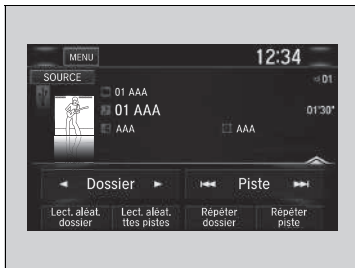 MENU 12:34
SOURCE 01
01 AAA
01 AAA 01'30"
AAA AAA
Dossier Piste
Lect. aléat. dossier
Lect. aléat. ttes pistes
Répéter dossier
Répéter piste